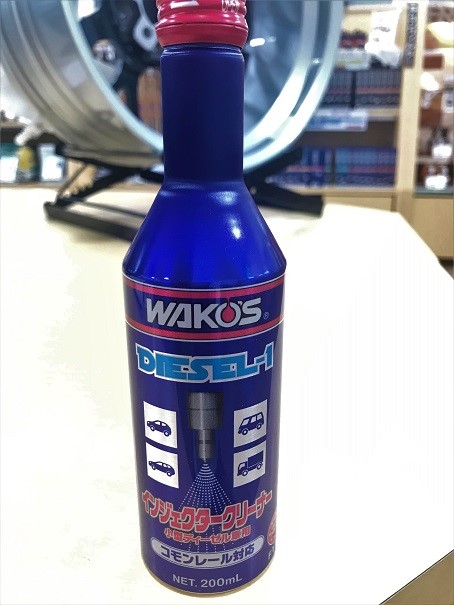 WAKO'S®
DIESEL-1
インジェクタークリーナー
小型ディーゼル車用
コモンレール対応
NET. 200mL